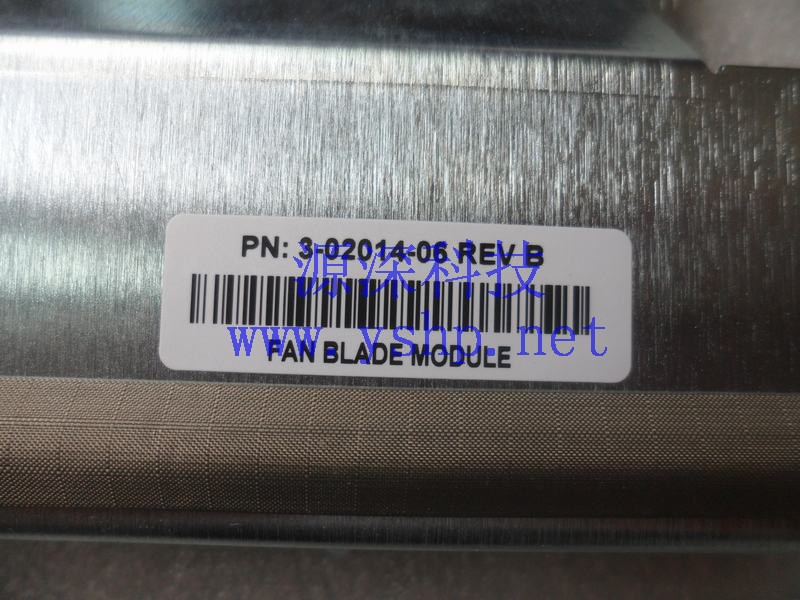 PN: 3-02014-06 REV B
源深科技
www.yshp.net
FAN BLADE MODULE